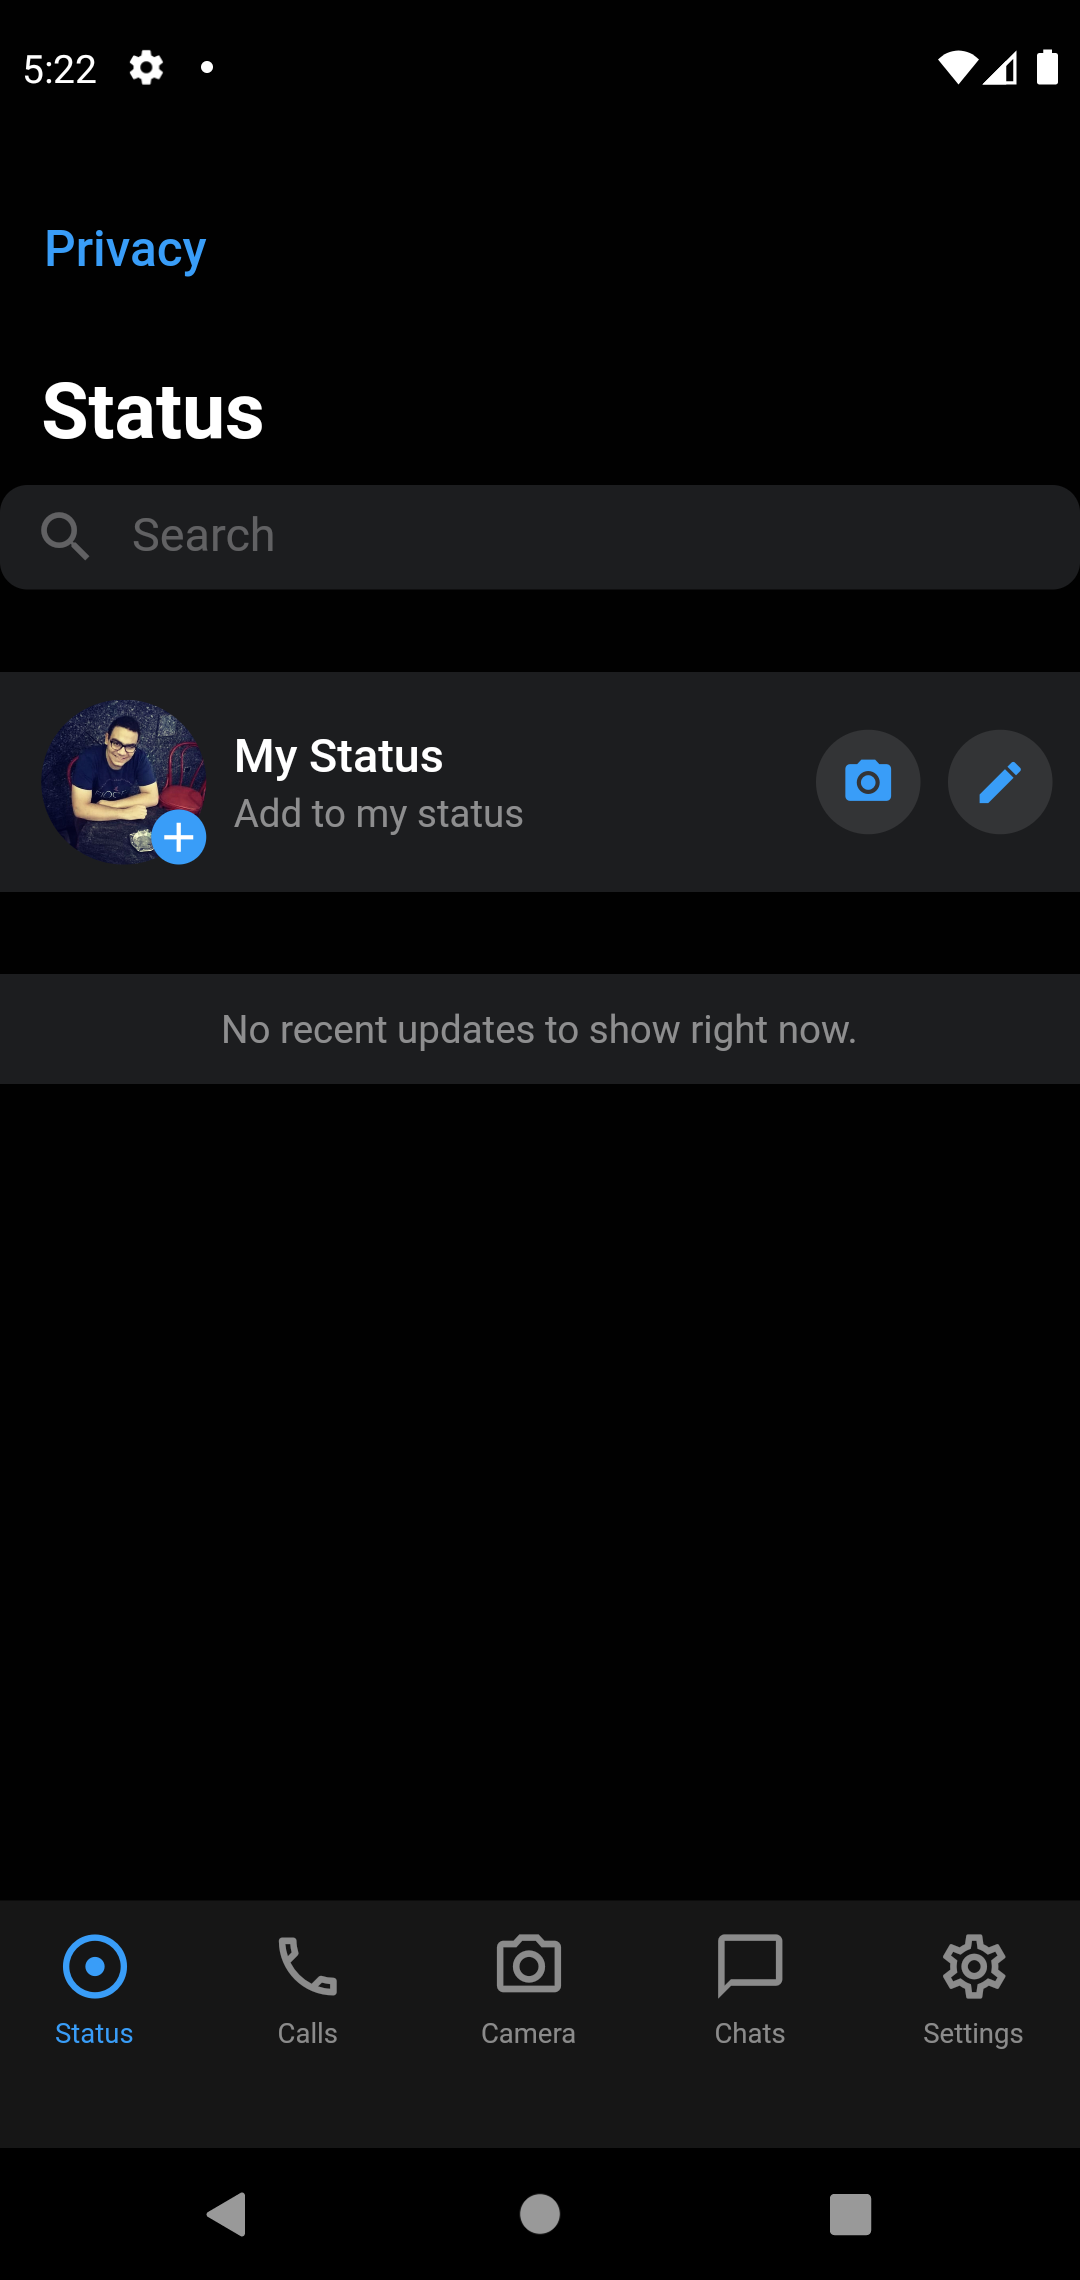 5:22
Privacy
Status
Search
My Status
Add to my status
No recent updates to show right now.
Status
Calls
Camera
Chats
Settings